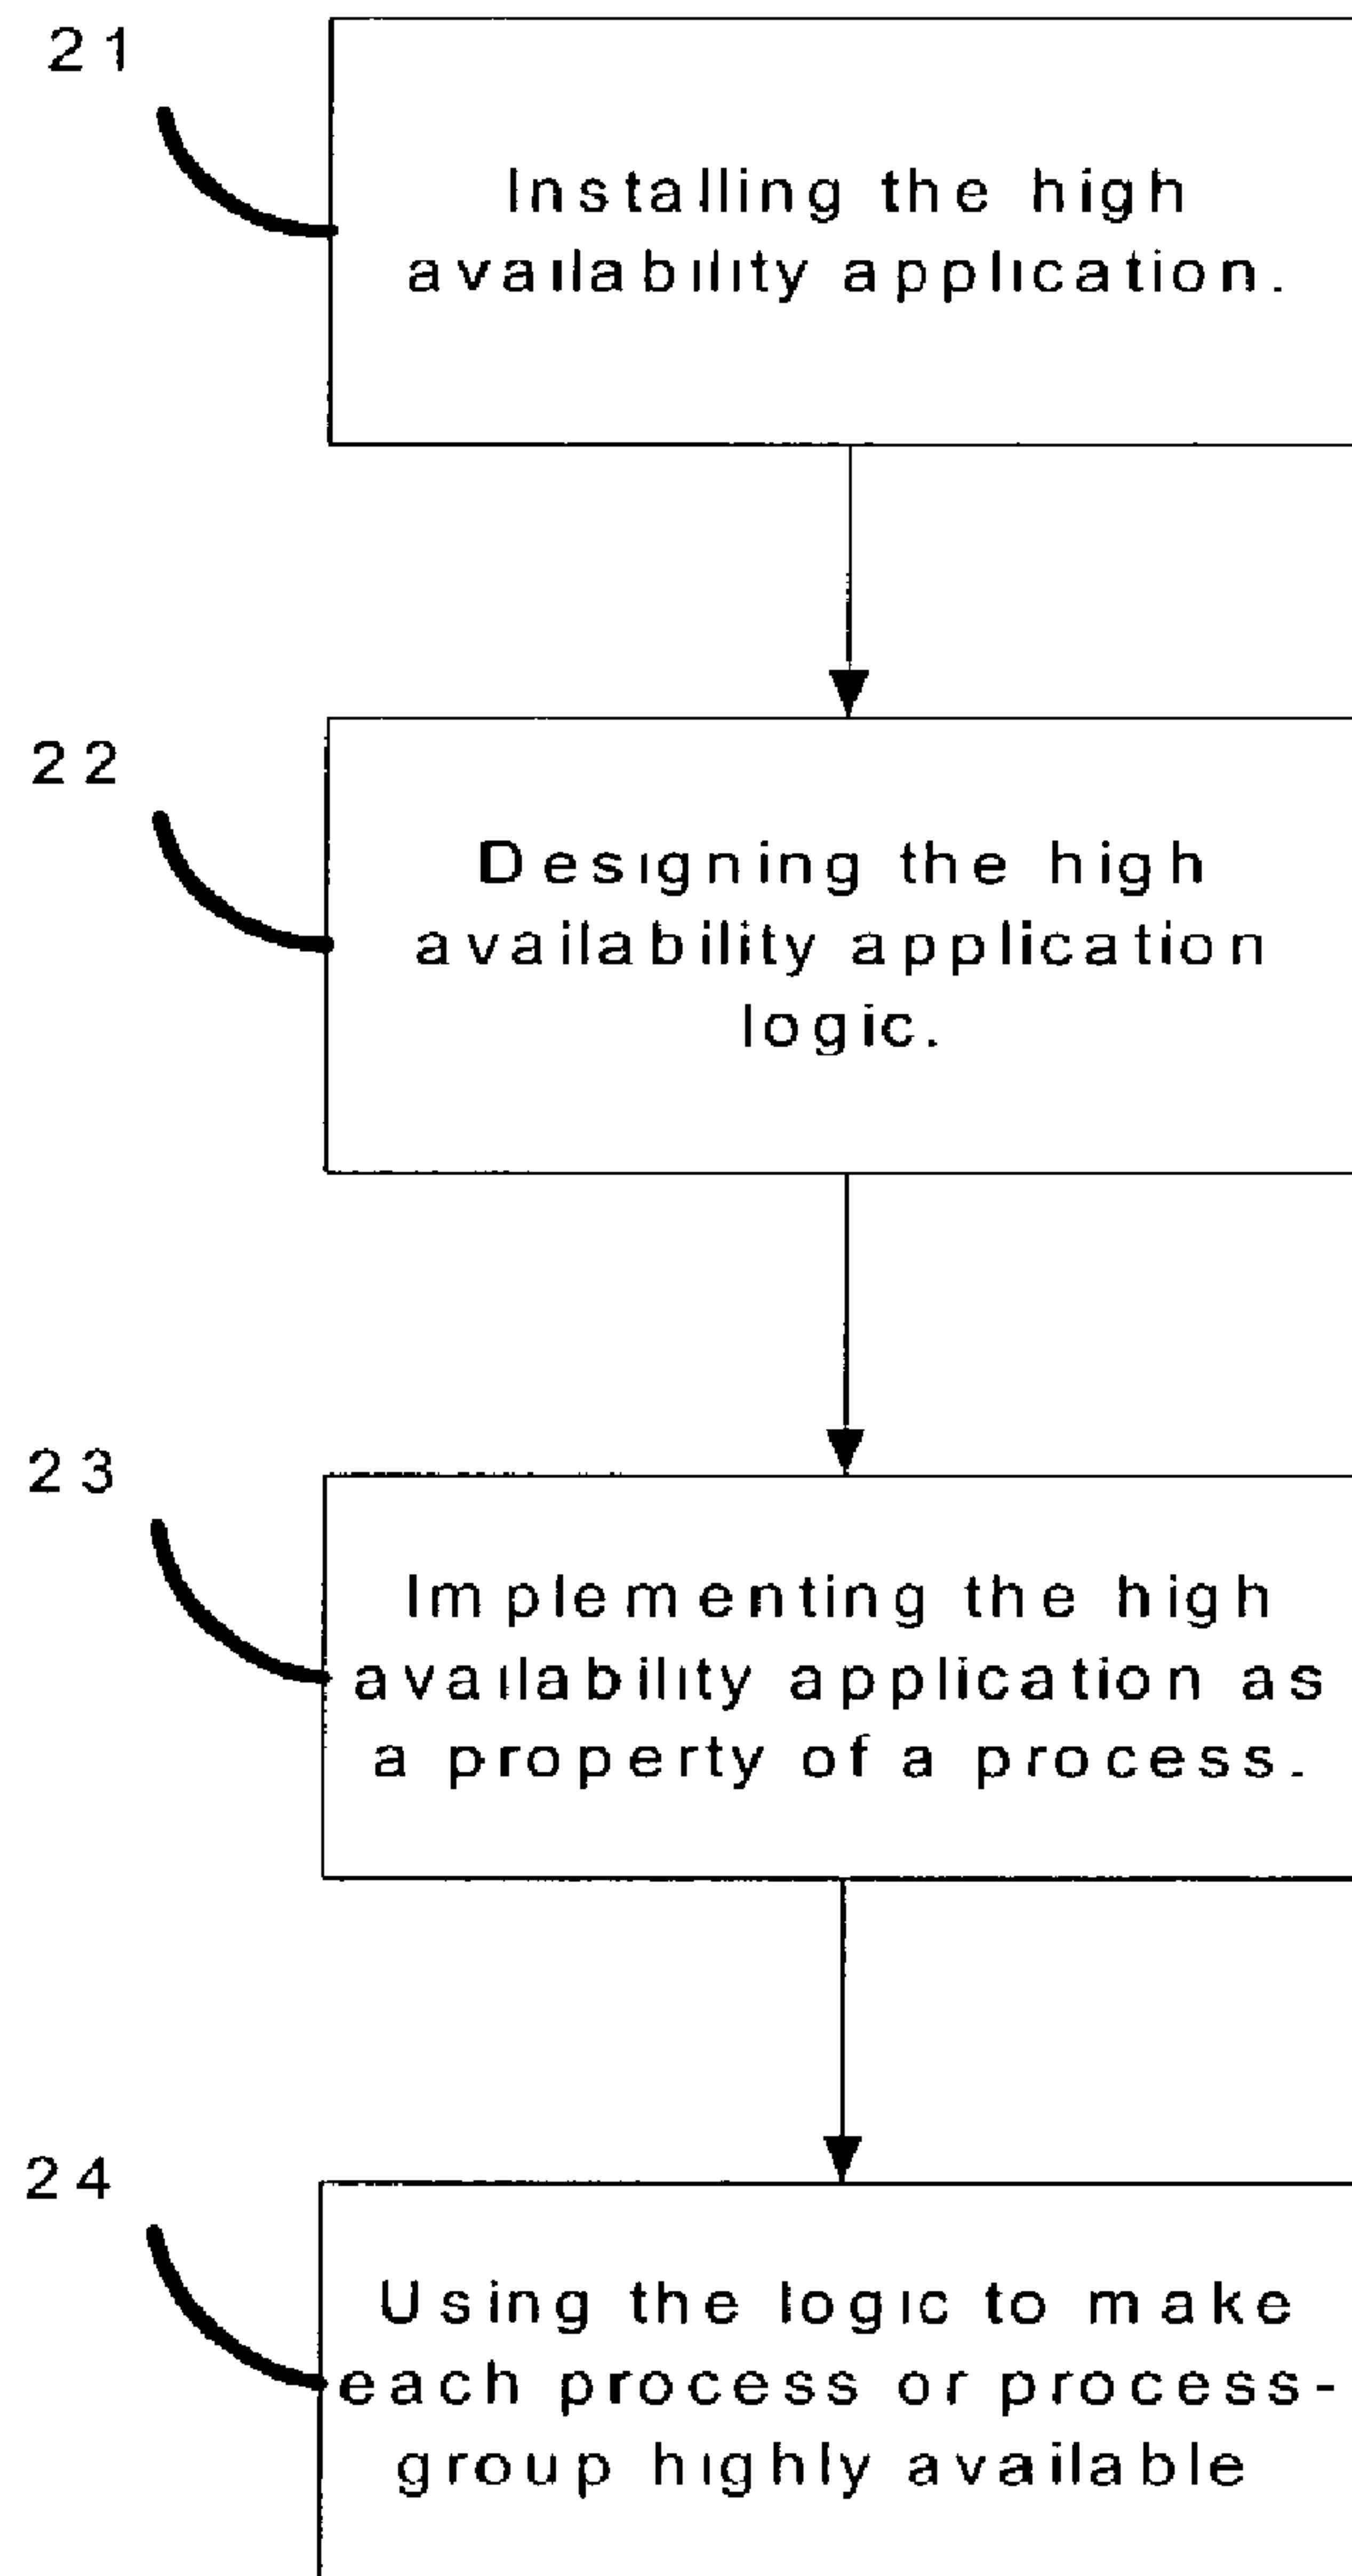 21
Installing the high
availability application.
22
Designing the high
availability application
logic.
23
Implementing the high
availability application as
a property of a process.
24
Using the logic to make
each process or process-
group highly available